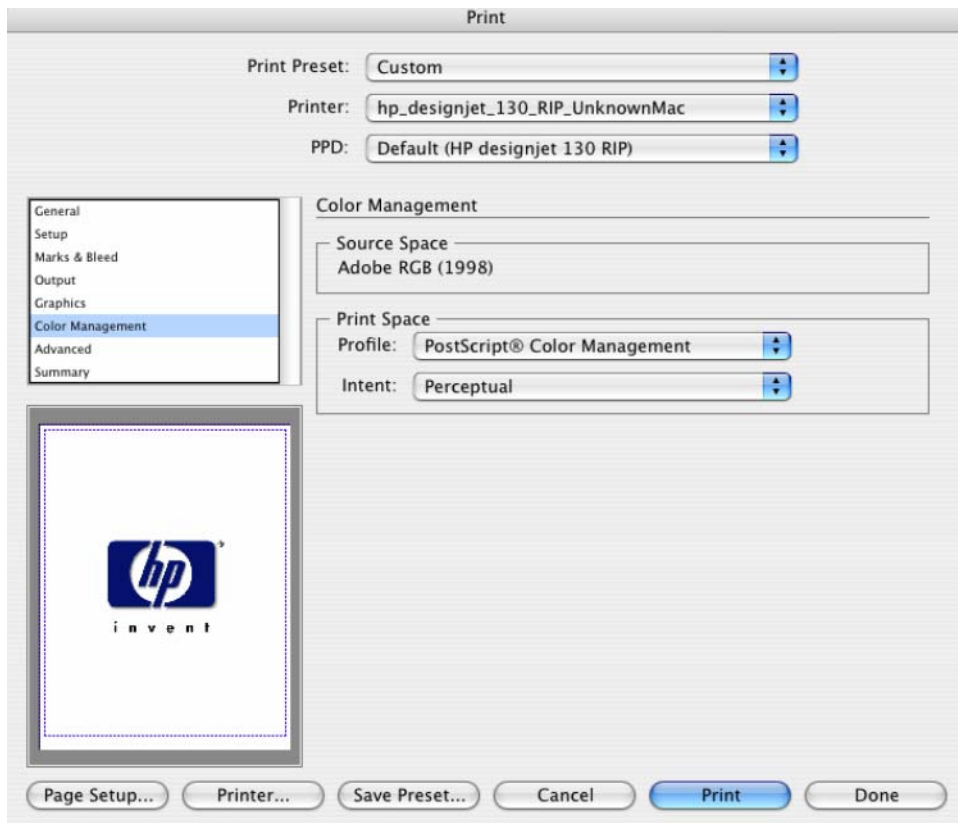 Print
Print Preset: Custom
Printer: hp_designjet_130_RIP_UnknownMac
PPD: Default (HP designjet 130 RIP)
General
Setup
Marks & Bleed
Output
Graphics
Color Management
Advanced
Summary
Color Management
Source Space
Adobe RGB (1998)
Print Space
Profile: PostScript® Color Management
Intent: Perceptual
hp
invent
Page Setup... Printer... Save Preset... Cancel Print Done